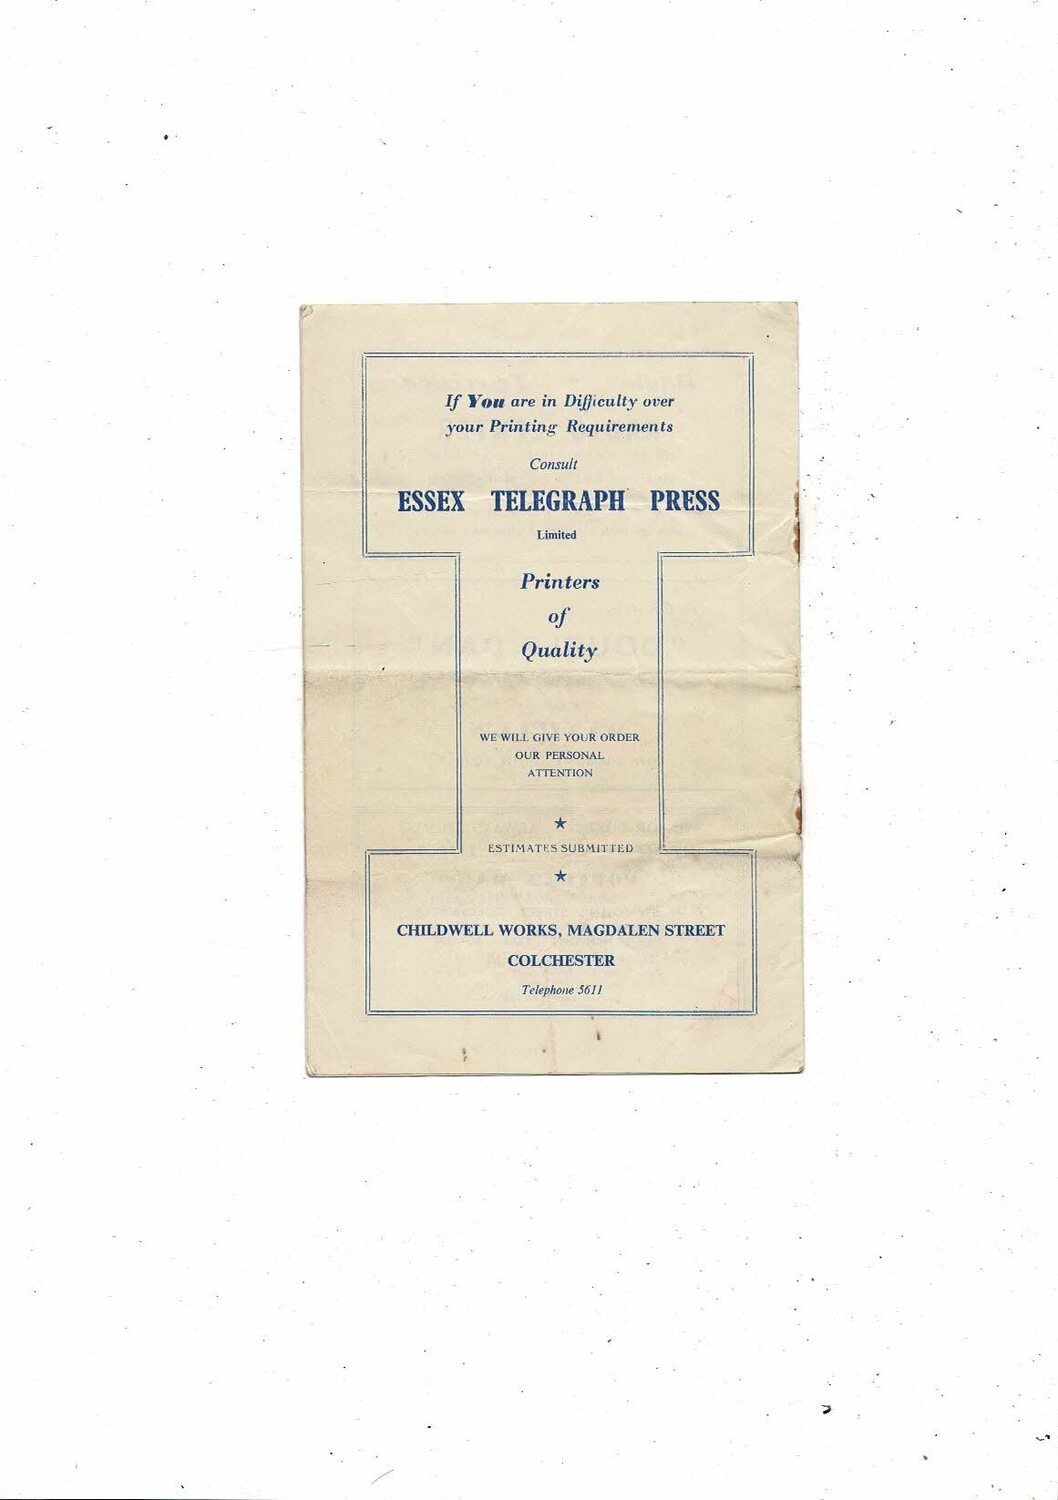 If You are in Difficulty over
your Printing Requirements
Consult
ESSEX TELEGRAPH PRESS
Limited
Printers
of
Quality
WE WILL GIVE YOUR ORDER
OUR PERSONAL
ATTENTION
★
ESTIMATES SUBMITTED
★
CHILDWELL WORKS, MAGDALEN STREET
COLCHESTER
Telephone 5611